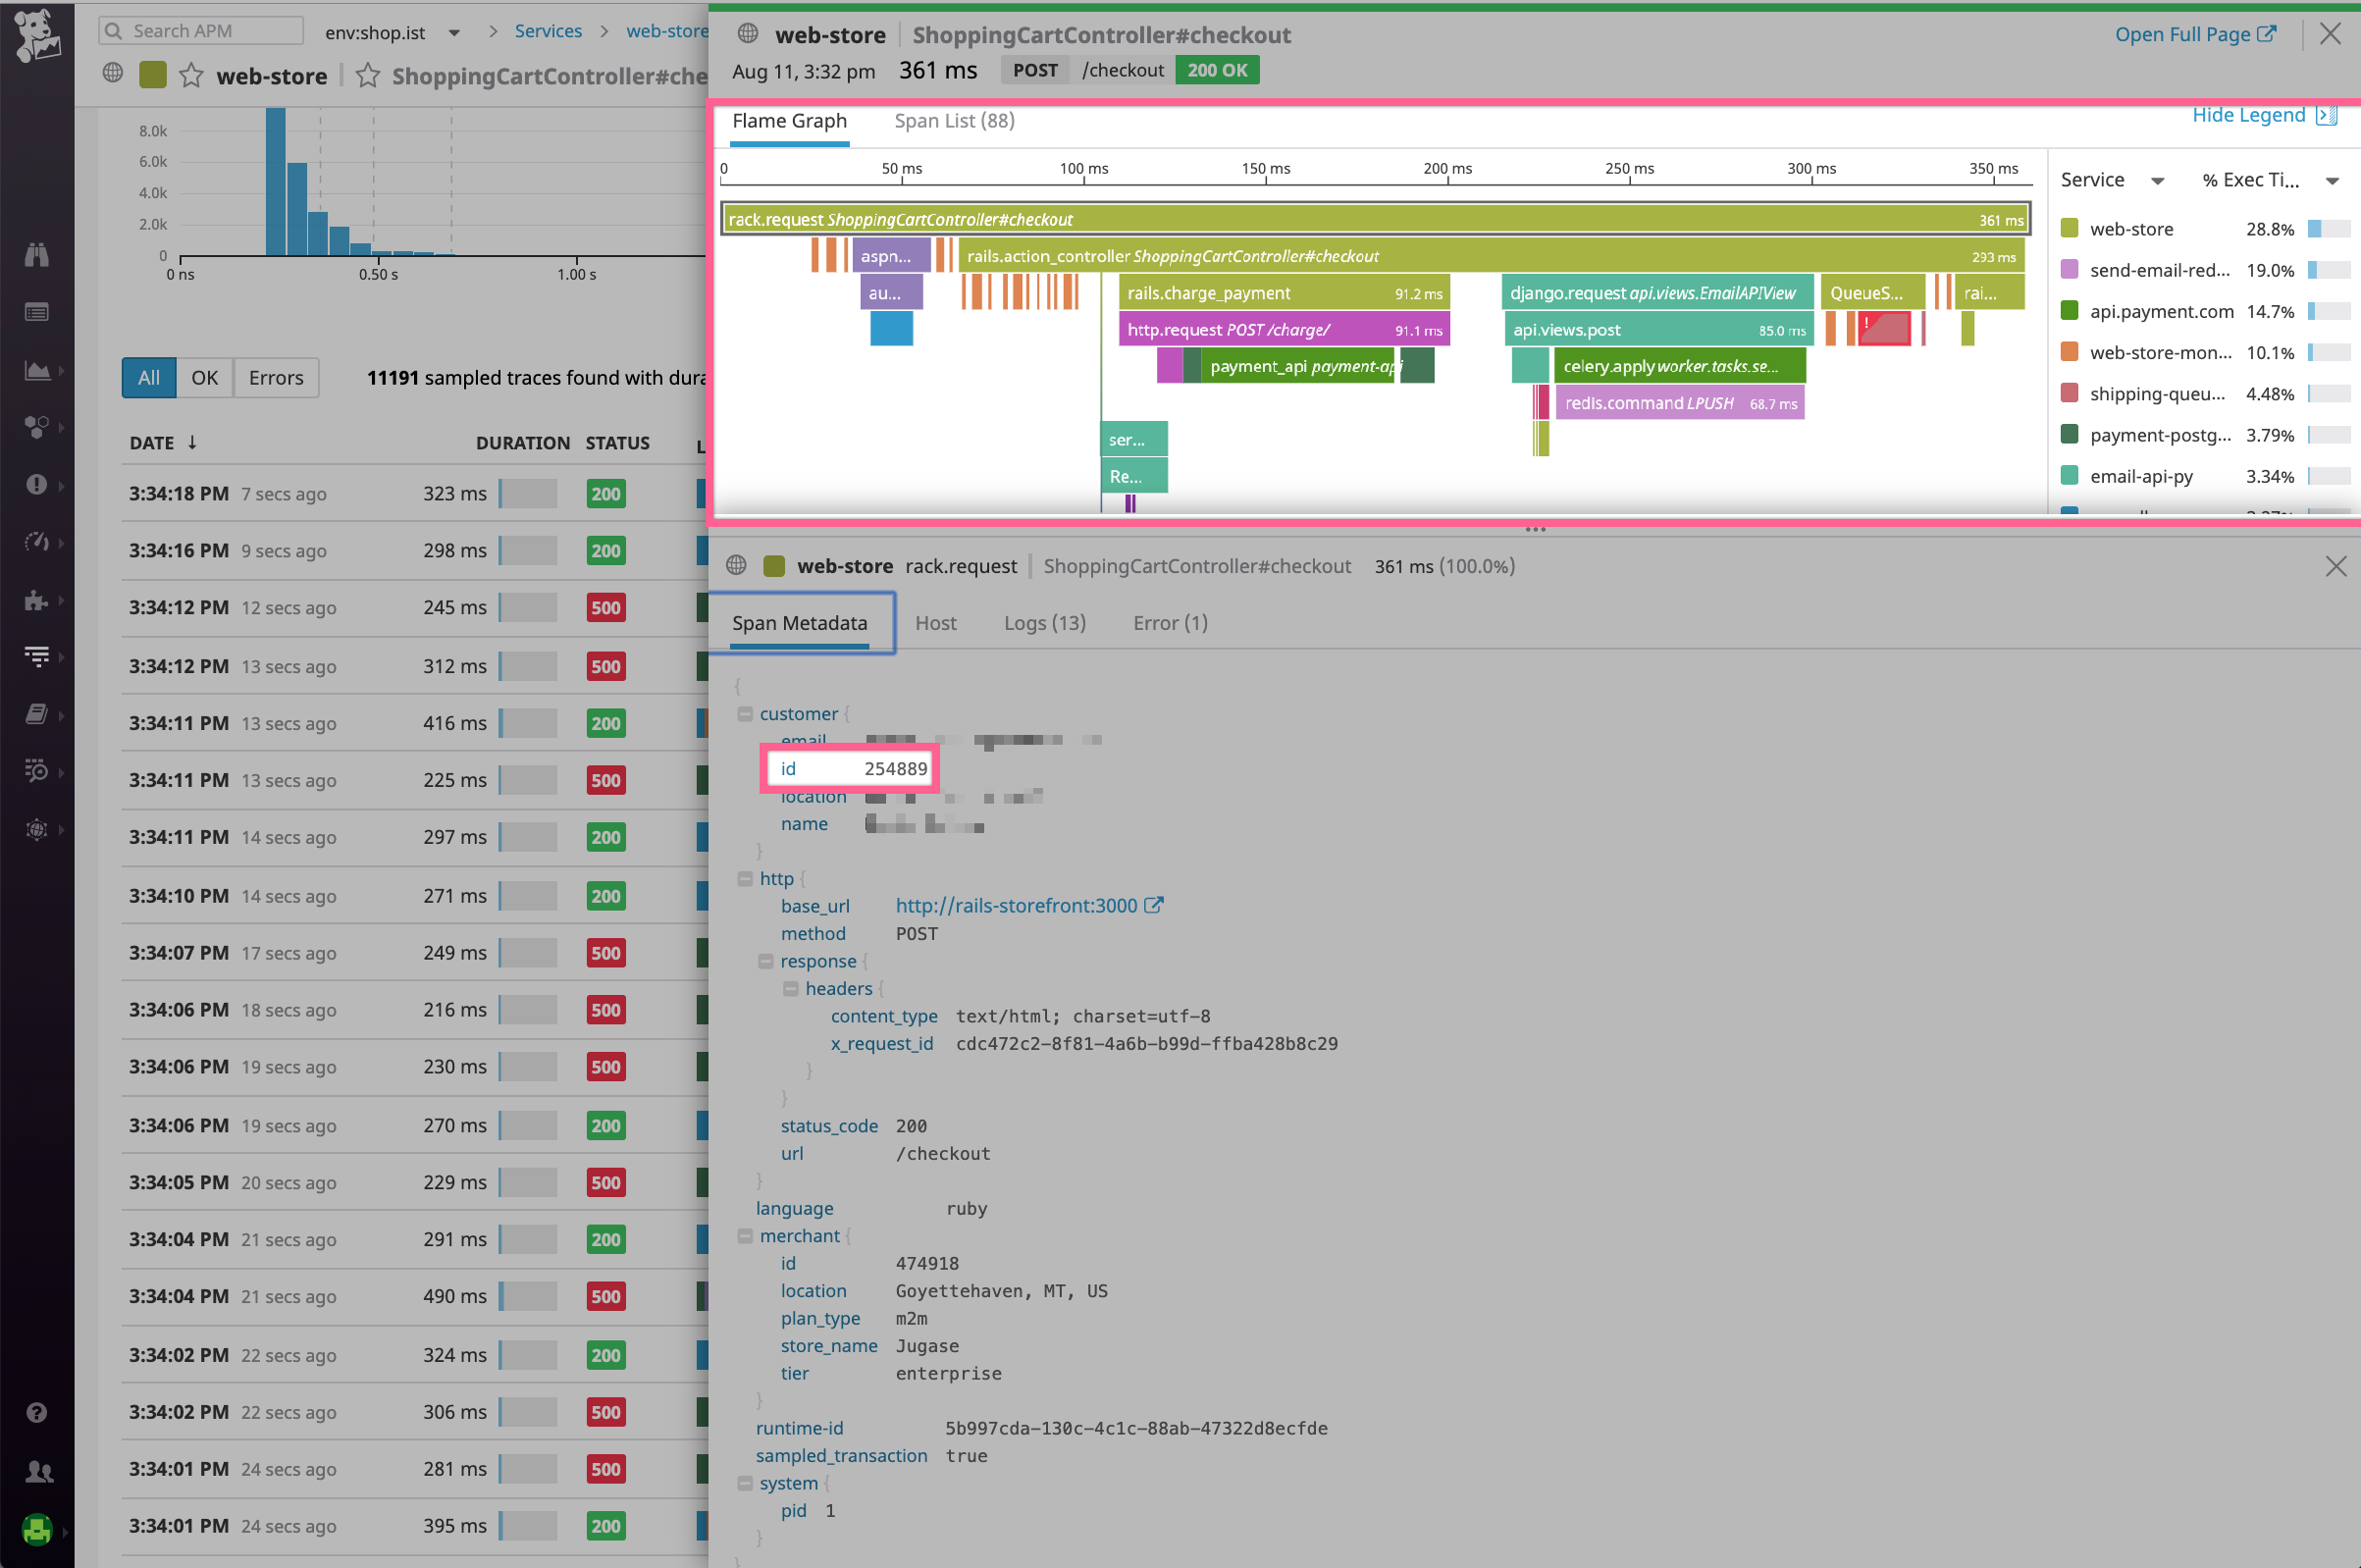 Search APM
env:shop.ist
Services
web-store
web-store
ShoppingCartController#che
8.0k
6.0k
4.0k
2.0k
0
0 ns
0.50 s
1.00 s
All
OK
Errors
11191 sampled traces found with dura
DATE ↓ DURATION STATUS L
3:34:18 PM 7 secs ago 323 ms 200
3:34:16 PM 9 secs ago 298 ms 200
3:34:12 PM 12 secs ago 245 ms 500
3:34:12 PM 13 secs ago 312 ms 500
3:34:11 PM 13 secs ago 416 ms 200
3:34:11 PM 13 secs ago 225 ms 500
3:34:11 PM 14 secs ago 297 ms 200
3:34:10 PM 14 secs ago 271 ms 200
3:34:07 PM 17 secs ago 249 ms 500
3:34:06 PM 18 secs ago 216 ms 500
3:34:06 PM 19 secs ago 230 ms 500
3:34:06 PM 19 secs ago 270 ms 200
3:34:05 PM 20 secs ago 229 ms 500
3:34:04 PM 21 secs ago 291 ms 200
3:34:04 PM 21 secs ago 490 ms 500
3:34:02 PM 22 secs ago 324 ms 200
3:34:02 PM 22 secs ago 306 ms 500
3:34:01 PM 24 secs ago 281 ms 500
3:34:01 PM 24 secs ago 395 ms 200
web-store ShoppingCartController#checkout
Open Full Page
Aug 11, 3:32 pm 361 ms POST /checkout 200 OK
Flame Graph
Span List (88)
Hide Legend
0 50 ms 100 ms 150 ms 200 ms 250 ms 300 ms 350 ms
rack.request ShoppingCartController#checkout 361 ms
aspn...
rails.action_controller ShoppingCartController#checkout 293 ms
au...
rails.charge_payment 91.2 ms
django.request api.views.EmailAPIView
QueueS...
rai...
http.request POST /charge/ 91.1 ms
api.views.post 85.0 ms
!
payment_api payment-api
celery.apply worker.tasks.se...
redis.command LPUSH 68.7 ms
ser...
Re...
Service % Exec Ti...
web-store 28.8%
send-email-red... 19.0%
api.payment.com 14.7%
web-store-mon... 10.1%
shipping-queu... 4.48%
payment-postg... 3.79%
email-api-py 3.34%
web-store rack.request ShoppingCartController#checkout 361 ms (100.0%)
Span Metadata
Host
Logs (13)
Error (1)
{
customer {
email
id 254889
location
name
}
http {
base_url http://rails-storefront:3000
method POST
response {
headers {
content_type text/html; charset=utf-8
x_request_id cdc472c2-8f81-4a6b-b99d-ffba428b8c29
}
}
status_code 200
url /checkout
}
language ruby
merchant {
id 474918
location Goyettehaven, MT, US
plan_type m2m
store_name Jugase
tier enterprise
}
runtime-id 5b997cda-130c-4c1c-88ab-47322d8ecfde
sampled_transaction true
system {
pid 1
}
}